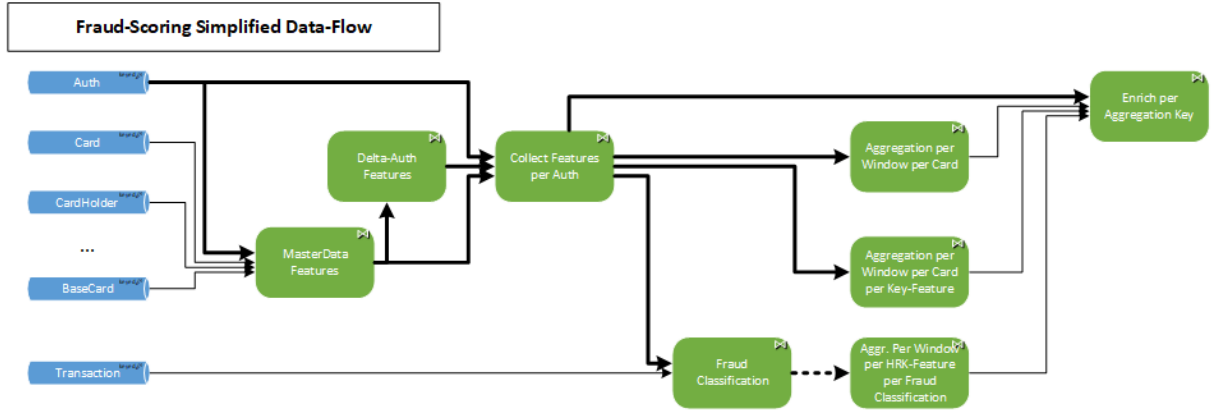 Fraud-Scoring Simplified Data-Flow
Auth
Card
CardHolder
...
BaseCard
Transaction
MasterData
Features
Delta-Auth
Features
Collect Features
per Auth
Fraud
Classification
Aggregation per
Window per Card
Aggregation per
Window per Card
per Key-Feature
Aggr. Per Window
per HRK-Feature
per Fraud
Classification
Enrich per
Aggregation Key